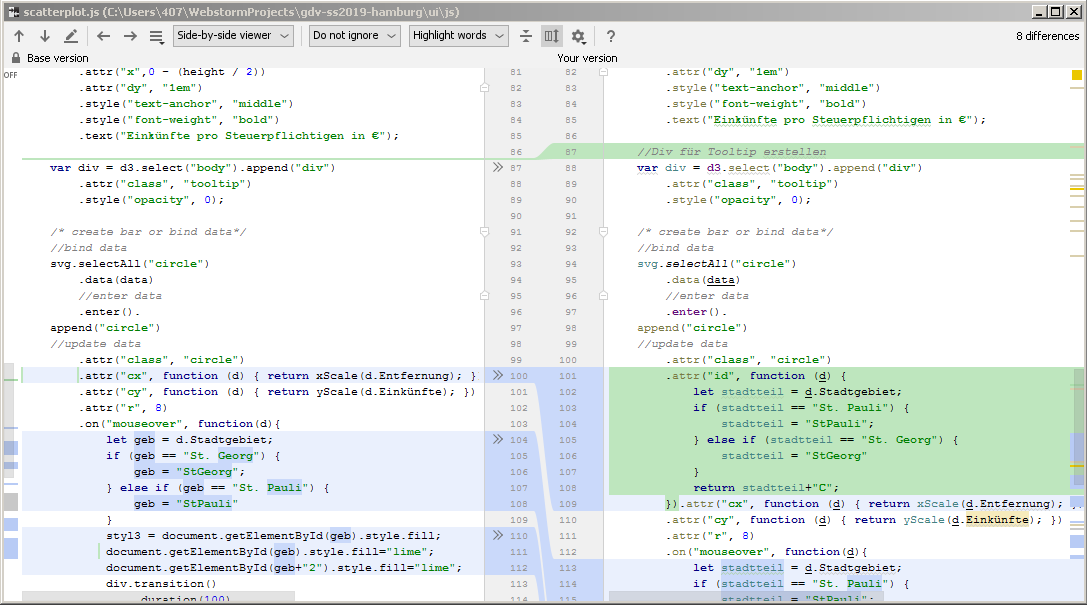 scatterplot.js (C:\Users\407\WebstormProjects\gdv-ss2019-hamburg\ui\js)
Side-by-side viewer
Do not ignore
Highlight words
?
8 differences
Base version
Your version
OFF
.attr("x",0 - (height / 2))
.attr("dy", "1em")
.style("text-anchor", "middle")
.style("font-weight", "bold")
.text("Einkünfte pro Steuerpflichtigen in €");
var div = d3.select("body").append("div")
.attr("class", "tooltip")
.style("opacity", 0);
/* create bar or bind data*/
//bind data
svg.selectAll("circle")
.data(data)
//enter data
.enter().
append("circle")
//update data
.attr("class", "circle")
.attr("cx", function (d) { return xScale(d.Entfernung); }
.attr("cy", function (d) { return yScale(d.Einkünfte); })
.attr("r", 8)
.on("mouseover", function(d){
let geb = d.Stadtgebiet;
if (geb == "St. Georg") {
geb = "StGeorg";
} else if (geb == "St. Pauli") {
geb = "StPauli"
}
styl3 = document.getElementById(geb).style.fill;
document.getElementById(geb).style.fill="lime";
document.getElementById(geb+"2").style.fill="lime";
div.transition()
.duration(100)
81 82
82 83
83 84
84 85
85 86
86 87
87 88
88 89
89 90
90 91
91 92
92 93
93 94
94 95
95 96
96 97
97 98
98 99
99 100
100 101
101 102
102 103
103 104
104 105
105 106
106 107
107 108
108 109
109 110
110 111
111 112
112 113
113 114
114 115
.attr("dy", "1em")
.style("text-anchor", "middle")
.style("font-weight", "bold")
.text("Einkünfte pro Steuerpflichtigen in €");
//Div für Tooltip erstellen
var div = d3.select("body").append("div")
.attr("class", "tooltip")
.style("opacity", 0);
/* create bar or bind data*/
//bind data
svg.selectAll("circle")
.data(data)
//enter data
.enter().
append("circle")
//update data
.attr("class", "circle")
.attr("id", function (d) {
let stadtteil = d.Stadtgebiet;
if (stadtteil == "St. Pauli") {
stadtteil = "StPauli";
} else if (stadtteil == "St. Georg") {
stadtteil = "StGeorg"
}
return stadtteil+"C";
}).attr("cx", function (d) { return xScale(d.Entfernung);
.attr("cy", function (d) { return yScale(d.Einkünfte); })
.attr("r", 8)
.on("mouseover", function(d){
let stadtteil = d.Stadtgebiet;
if (stadtteil == "St. Pauli") {
stadtteil = "StPauli";